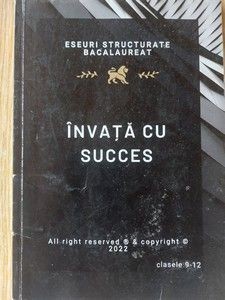 ESEURI STRUCTURATE
BACALAUREAT
ÎNVAȚĂ CU
SUCCES
All right reserved ® & copyright ©
2022
clasele 9-12